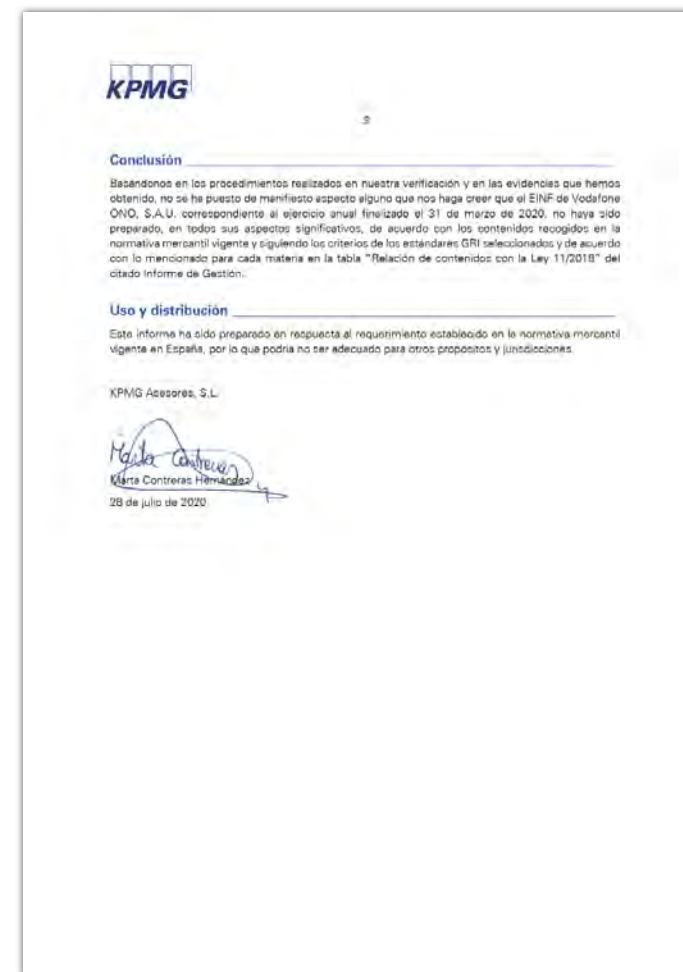 KPMG
3
Conclusión
Basándonos en los procedimientos realizados en nuestra verificación y en las evidencias que hemos
obtenido, no se ha puesto de manifiesto aspecto alguno que nos haga creer que el EINF de Vodafone
ONO, S.A.U. correspondiente al ejercicio anual finalizado el 31 de marzo de 2020, no haya sido
preparado, en todos sus aspectos significativos, de acuerdo con los contenidos recogidos en la
normativa mercantil vigente y siguiendo los criterios de los estándares GRI seleccionados y de acuerdo
con lo mencionado para cada materia en la tabla "Relación de contenidos con la Ley 11/2018" del
citado Informe de Gestión.
Uso y distribución
Este informe ha sido preparado en respuesta al requerimiento establecido en la normativa mercantil
vigente en España, por lo que podría no ser adecuado para otros propósitos y jurisdicciones.
KPMG Asesores, S.L.
Marta Contreras
Marta Contreras Hernández
28 de julio de 2020